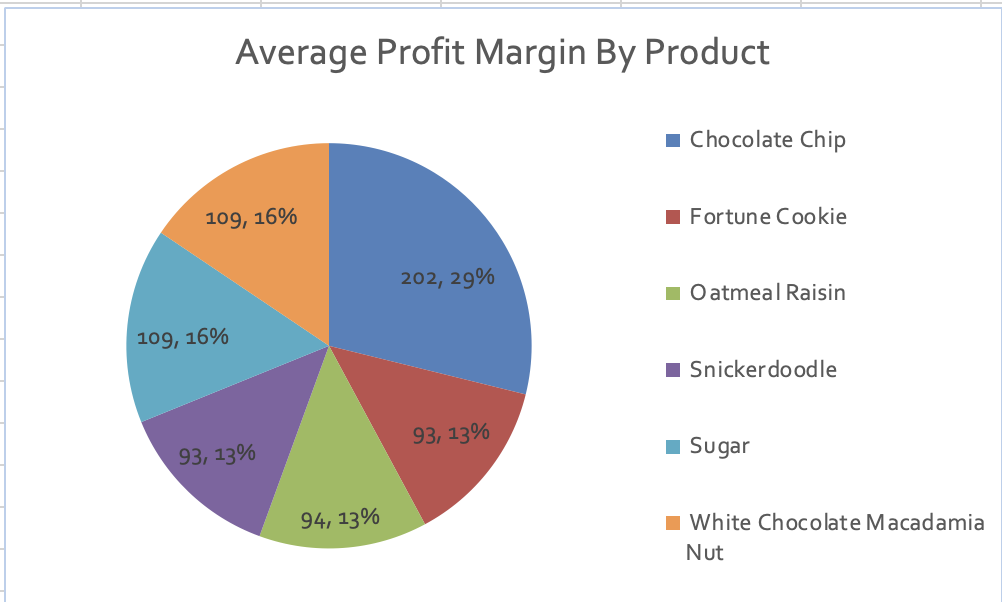 Average Profit Margin By Product
Chocolate Chip
109, 16%
Fortune Cookie
202, 29%
Oatmeal Raisin
109, 16%
Snickerdoodle
93, 13%
93, 13%
Sugar
94, 13%
White Chocolate Macadamia
Nut